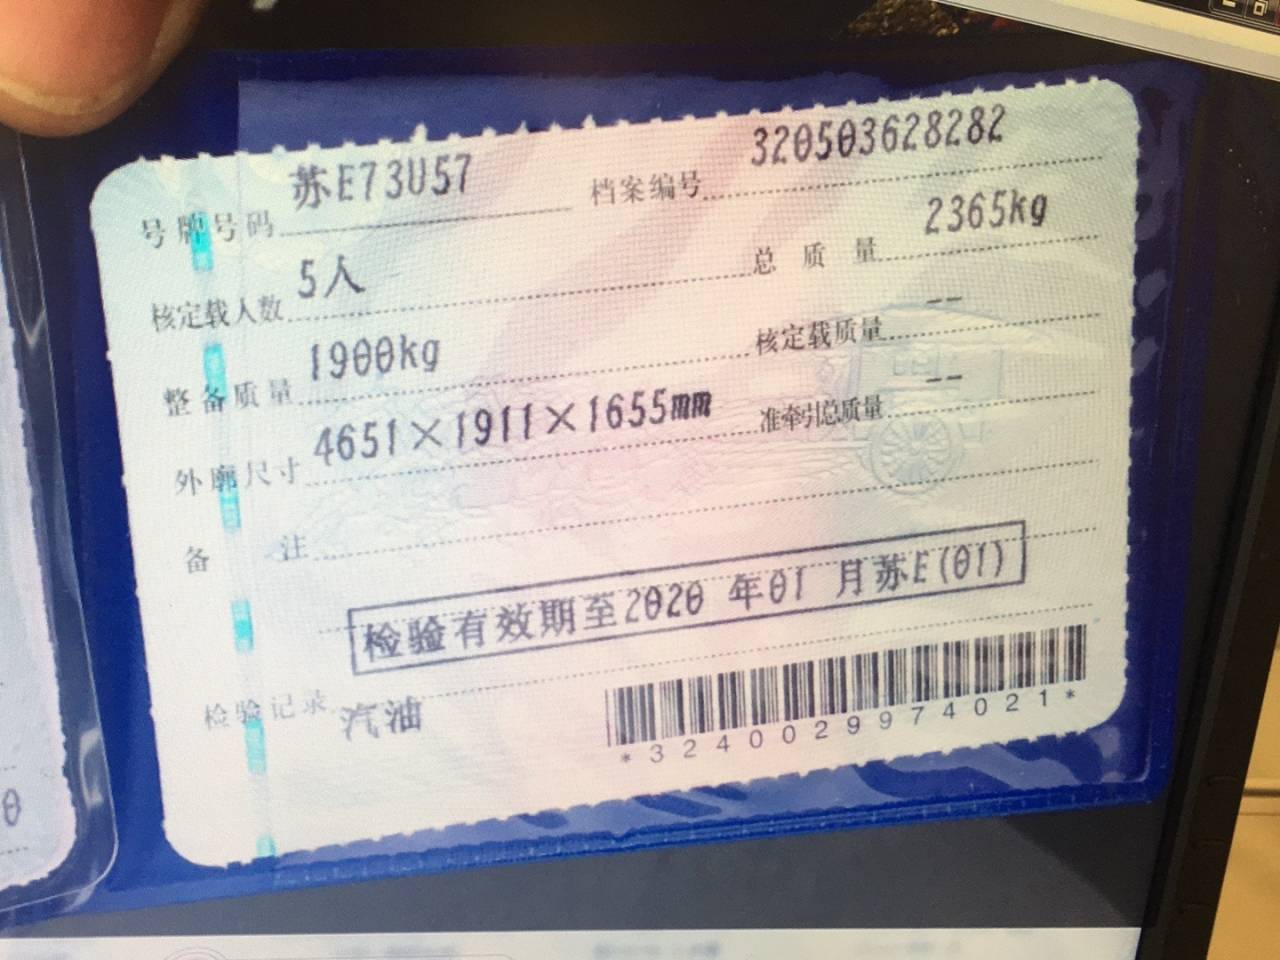 号牌号码 苏E73U57 档案编号 320503628282
核定载人数 5人 总质量 2365kg
整备质量 1900kg 核定载质量 --
外廓尺寸 4651×1911×1655mm 准牵引总质量 --
备注
检验有效期至2020 年01 月苏E(01)
检验记录
汽油
*3240029974021*
0